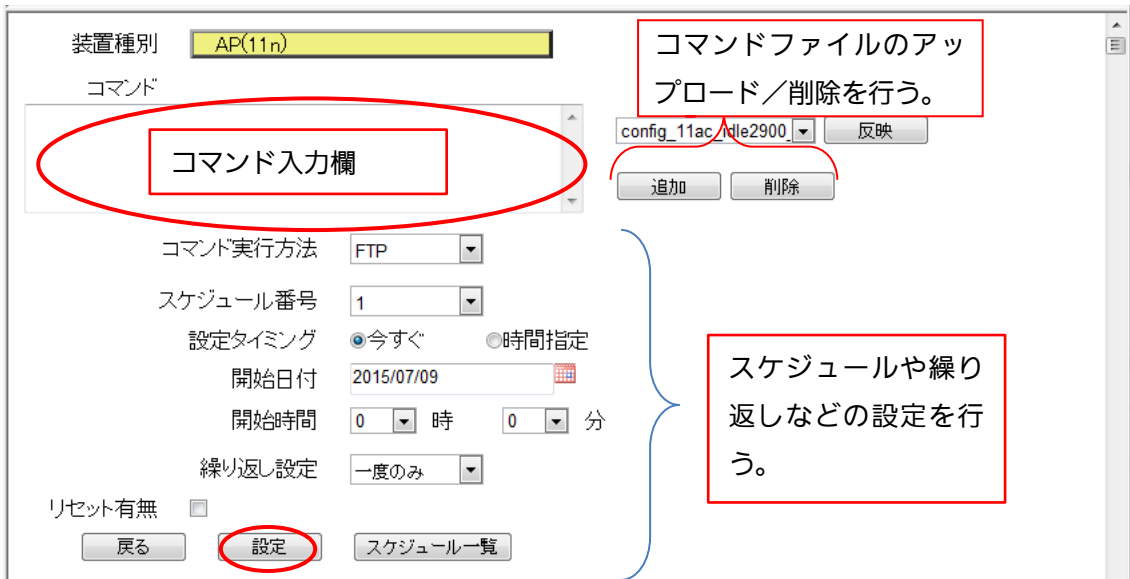 装置種別 AP(11n)
コマンドファイルのアッ
プロード／削除を行う。
コマンド
コマンド入力欄
config_11ac_idle2900_ 反映
追加 削除
コマンド実行方法 FTP
スケジュール番号 1
設定タイミング 今すぐ 時間指定
開始日付 2015/07/09
開始時間 0 時 0 分
繰り返し設定 一度のみ
スケジュールや繰り
返しなどの設定を行
う。
リセット有無
戻る 設定 スケジュール一覧